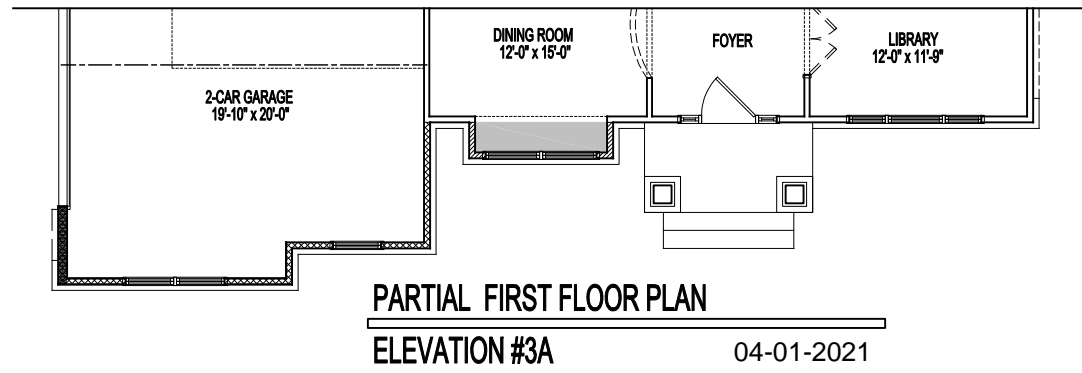 DINING ROOM
12'-0" x 15'-0"
FOYER
LIBRARY
12'-0" x 11'-9"
2-CAR GARAGE
19'-10" x 20'-0"
PARTIAL FIRST FLOOR PLAN
ELEVATION #3A
04-01-2021